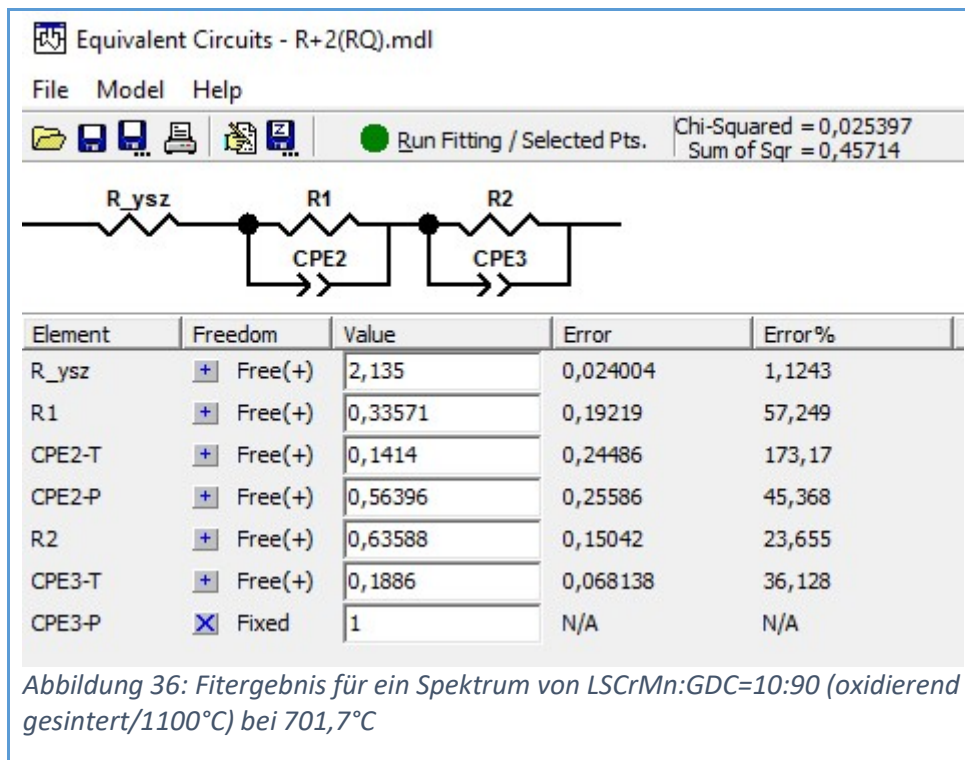 Equivalent Circuits - R+2(RQ).mdl
File Model Help
Run Fitting / Selected Pts. Chi-Squared = 0,025397
Sum of Sqr = 0,45714
R_ysz R1 R2
CPE2 CPE3
Element Freedom Value Error Error%
R_ysz + Free(+) 2,135 0,024004 1,1243
R1 + Free(+) 0,33571 0,19219 57,249
CPE2-T + Free(+) 0,1414 0,24486 173,17
CPE2-P + Free(+) 0,56396 0,25586 45,368
R2 + Free(+) 0,63588 0,15042 23,655
CPE3-T + Free(+) 0,1886 0,068138 36,128
CPE3-P X Fixed 1 N/A N/A
Abbildung 36: Fitergebnis für ein Spektrum von LSCrMn:GDC=10:90 (oxidierend
gesintert/1100°C) bei 701,7°C